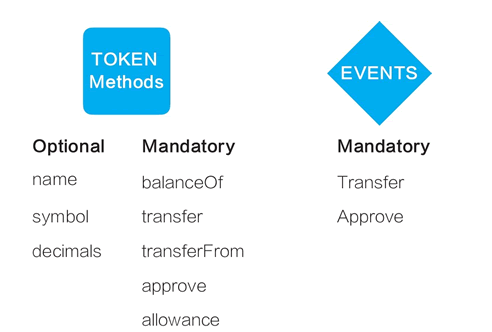 TOKEN
Methods
EVENTS
Optional
name
symbol
decimals
Mandatory
balanceOf
transfer
transferFrom
approve
allowance
Mandatory
Transfer
Approve